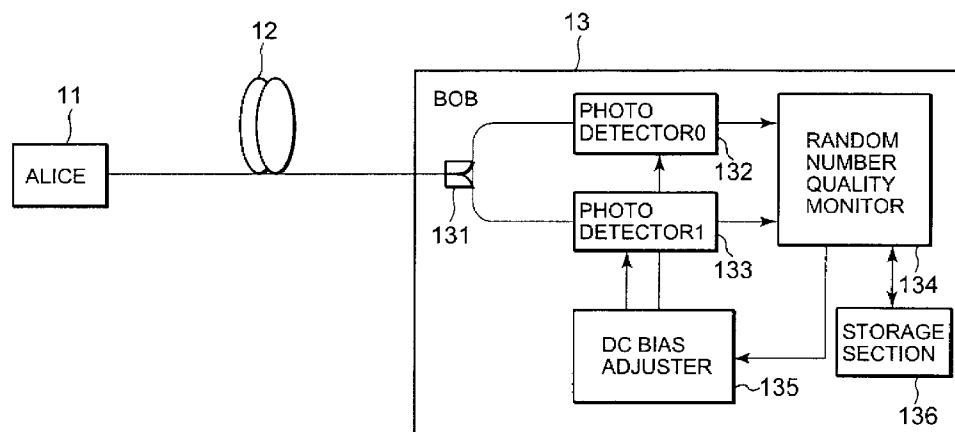 13
12
11
ALICE
BOB
PHOTO
DETECTOR0
132
131
PHOTO
DETECTOR1
133
RANDOM
NUMBER
QUALITY
MONITOR
134
DC BIAS
ADJUSTER
135
STORAGE
SECTION
136